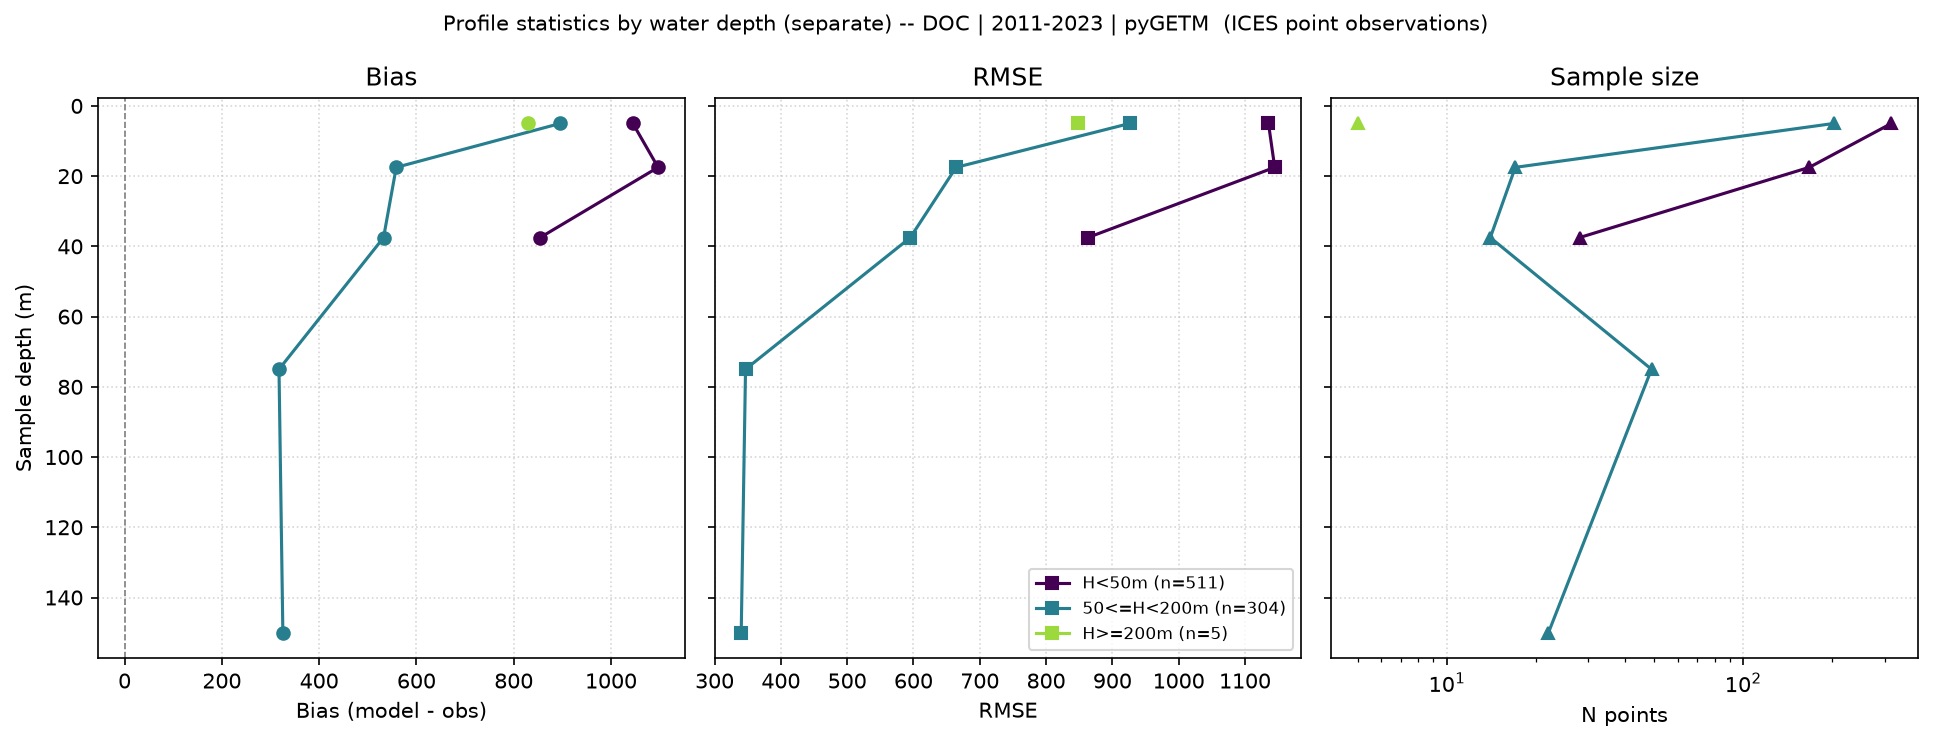 Profile statistics by water depth (separate) -- DOC | 2011-2023 | pyGETM  (ICES point observations)
Bias
RMSE
Sample size
0
20
40
60
80
100
120
140
Sample depth (m)
0
200
400
600
800
1000
Bias (model - obs)
300
400
500
600
700
800
900
1000
1100
RMSE
H<50m (n=511)
50<=H<200m (n=304)
H>=200m (n=5)
10¹
10²
N points